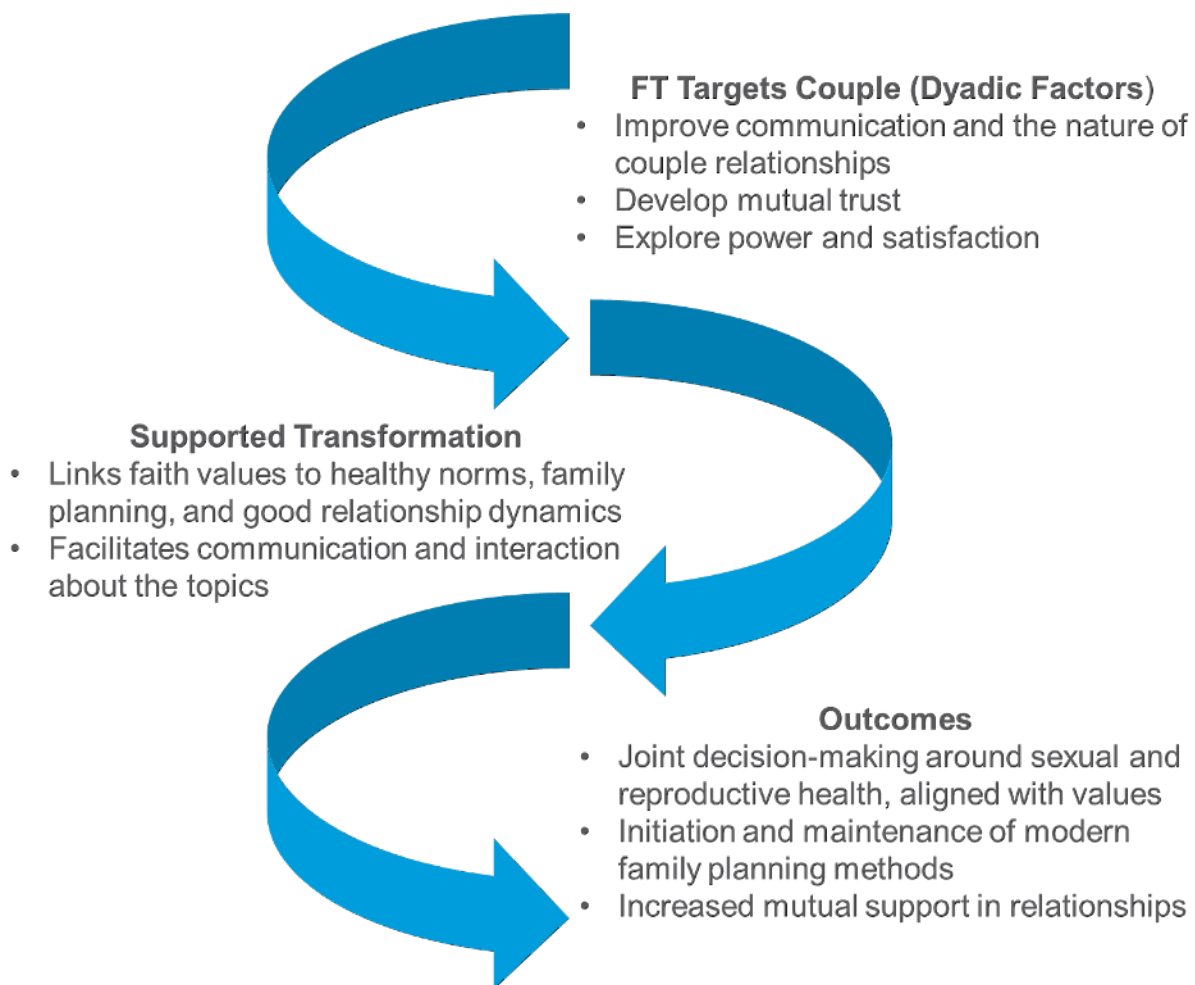 FT Targets Couple (Dyadic Factors)
• Improve communication and the nature of
couple relationships
• Develop mutual trust
• Explore power and satisfaction
Supported Transformation
• Links faith values to healthy norms, family
planning, and good relationship dynamics
• Facilitates communication and interaction
about the topics
Outcomes
• Joint decision-making around sexual and
reproductive health, aligned with values
• Initiation and maintenance of modern
family planning methods
• Increased mutual support in relationships